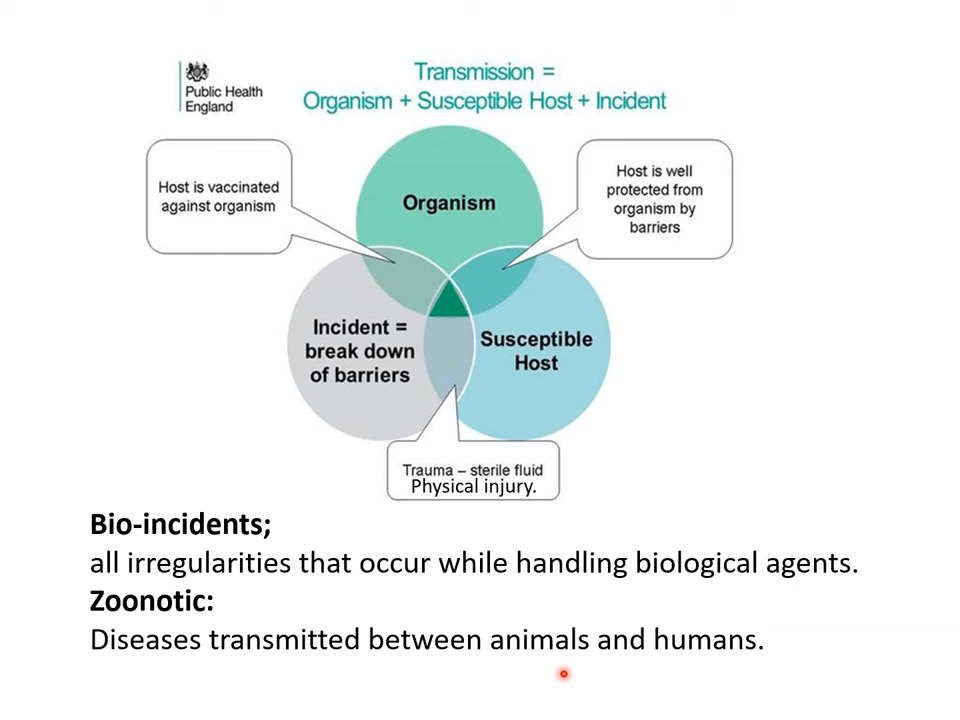 Public Health
England
Transmission =
Organism + Susceptible Host + Incident
Host is vaccinated
against organism
Host is well
protected from
organism by
barriers
Organism
Incident =
break down
of barriers
Susceptible
Host
Trauma – sterile fluid
Physical injury.
Bio-incidents;
all irregularities that occur while handling biological agents.
Zoonotic:
Diseases transmitted between animals and humans.